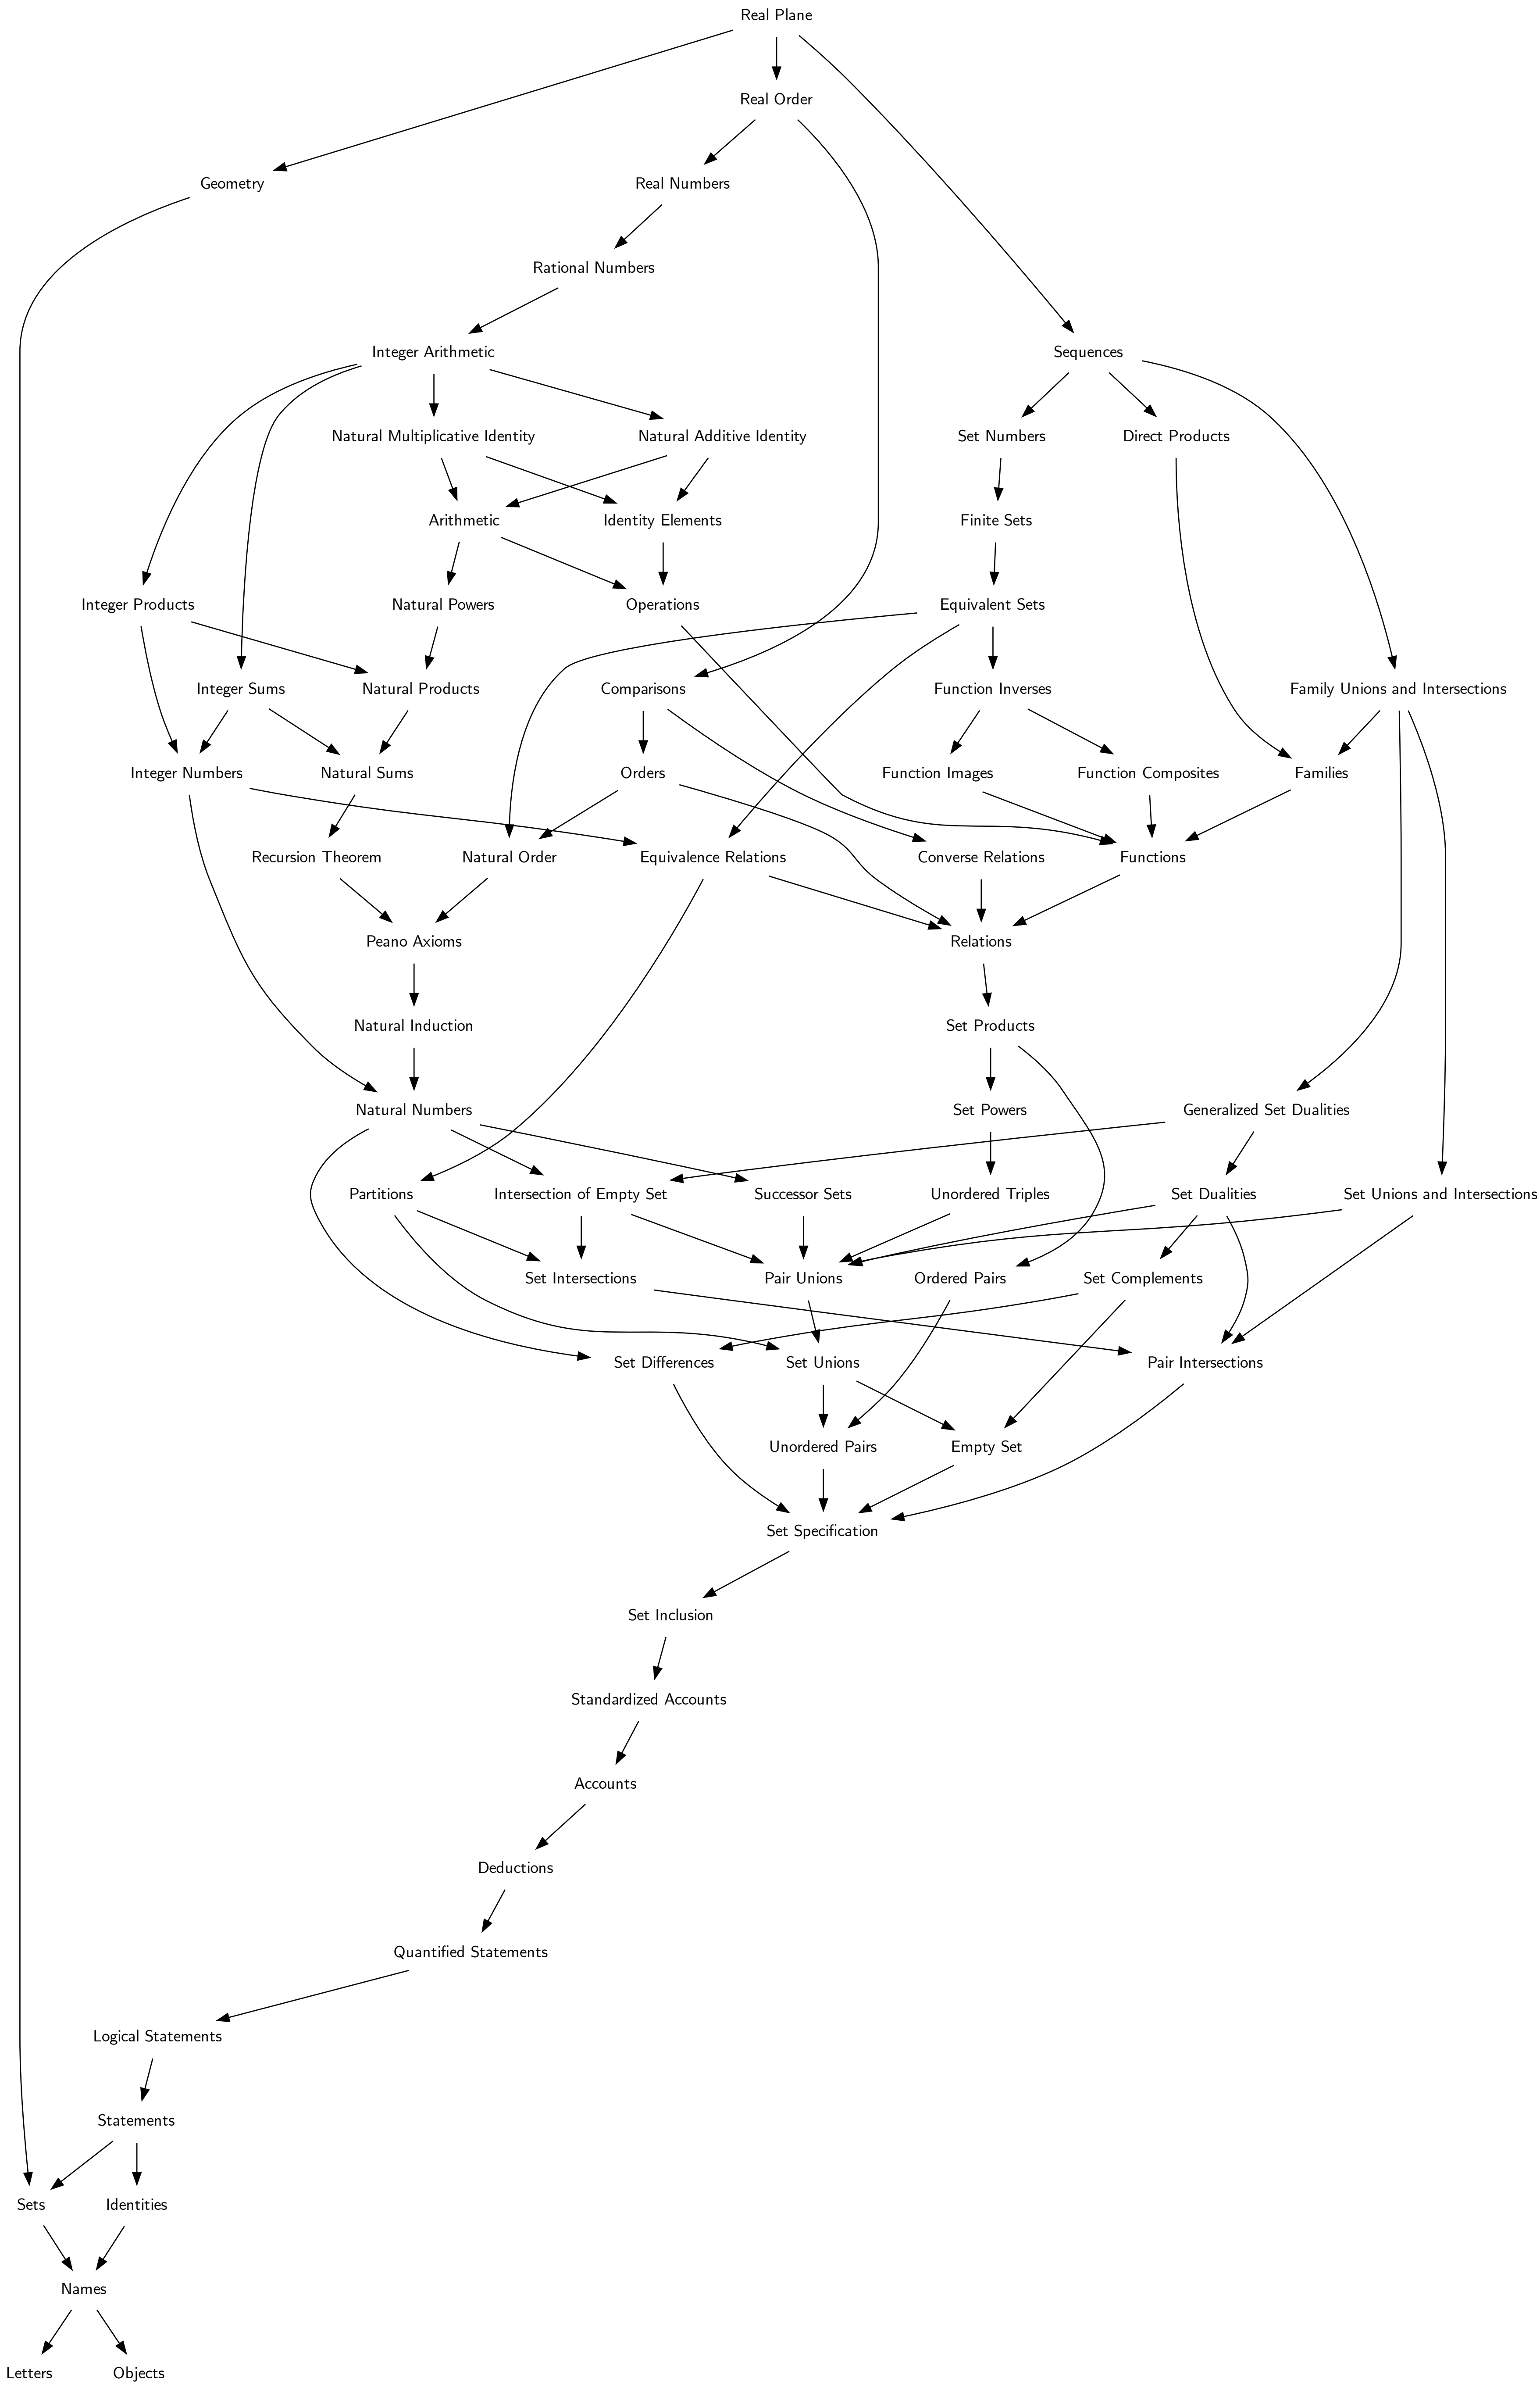 Real Plane
Real Order
Geometry
Real Numbers
Rational Numbers
Integer Arithmetic
Sequences
Natural Multiplicative Identity
Natural Additive Identity
Set Numbers
Direct Products
Arithmetic
Identity Elements
Finite Sets
Integer Products
Natural Powers
Operations
Equivalent Sets
Integer Sums
Natural Products
Comparisons
Function Inverses
Family Unions and Intersections
Integer Numbers
Natural Sums
Orders
Function Images
Function Composites
Families
Recursion Theorem
Natural Order
Equivalence Relations
Converse Relations
Functions
Peano Axioms
Relations
Natural Induction
Set Products
Natural Numbers
Set Powers
Generalized Set Dualities
Partitions
Intersection of Empty Set
Successor Sets
Unordered Triples
Set Dualities
Set Unions and Intersections
Set Intersections
Pair Unions
Ordered Pairs
Set Complements
Set Differences
Set Unions
Pair Intersections
Unordered Pairs
Empty Set
Set Specification
Set Inclusion
Standardized Accounts
Accounts
Deductions
Quantified Statements
Logical Statements
Statements
Sets
Identities
Names
Letters
Objects